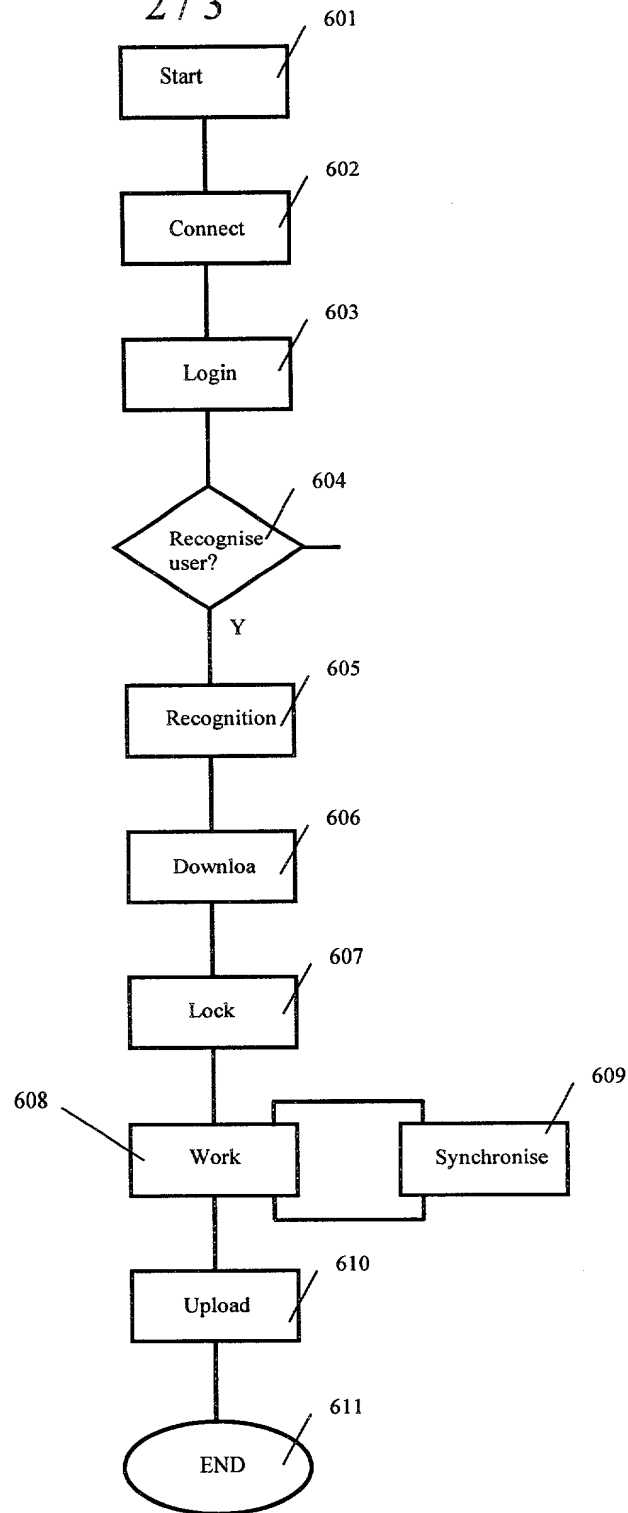 2/3
601
Start
602
Connect
603
Login
604
Recognise
user?
Y
605
Recognition
606
Downloa
607
Lock
608
Work
609
Synchronise
610
Upload
611
END